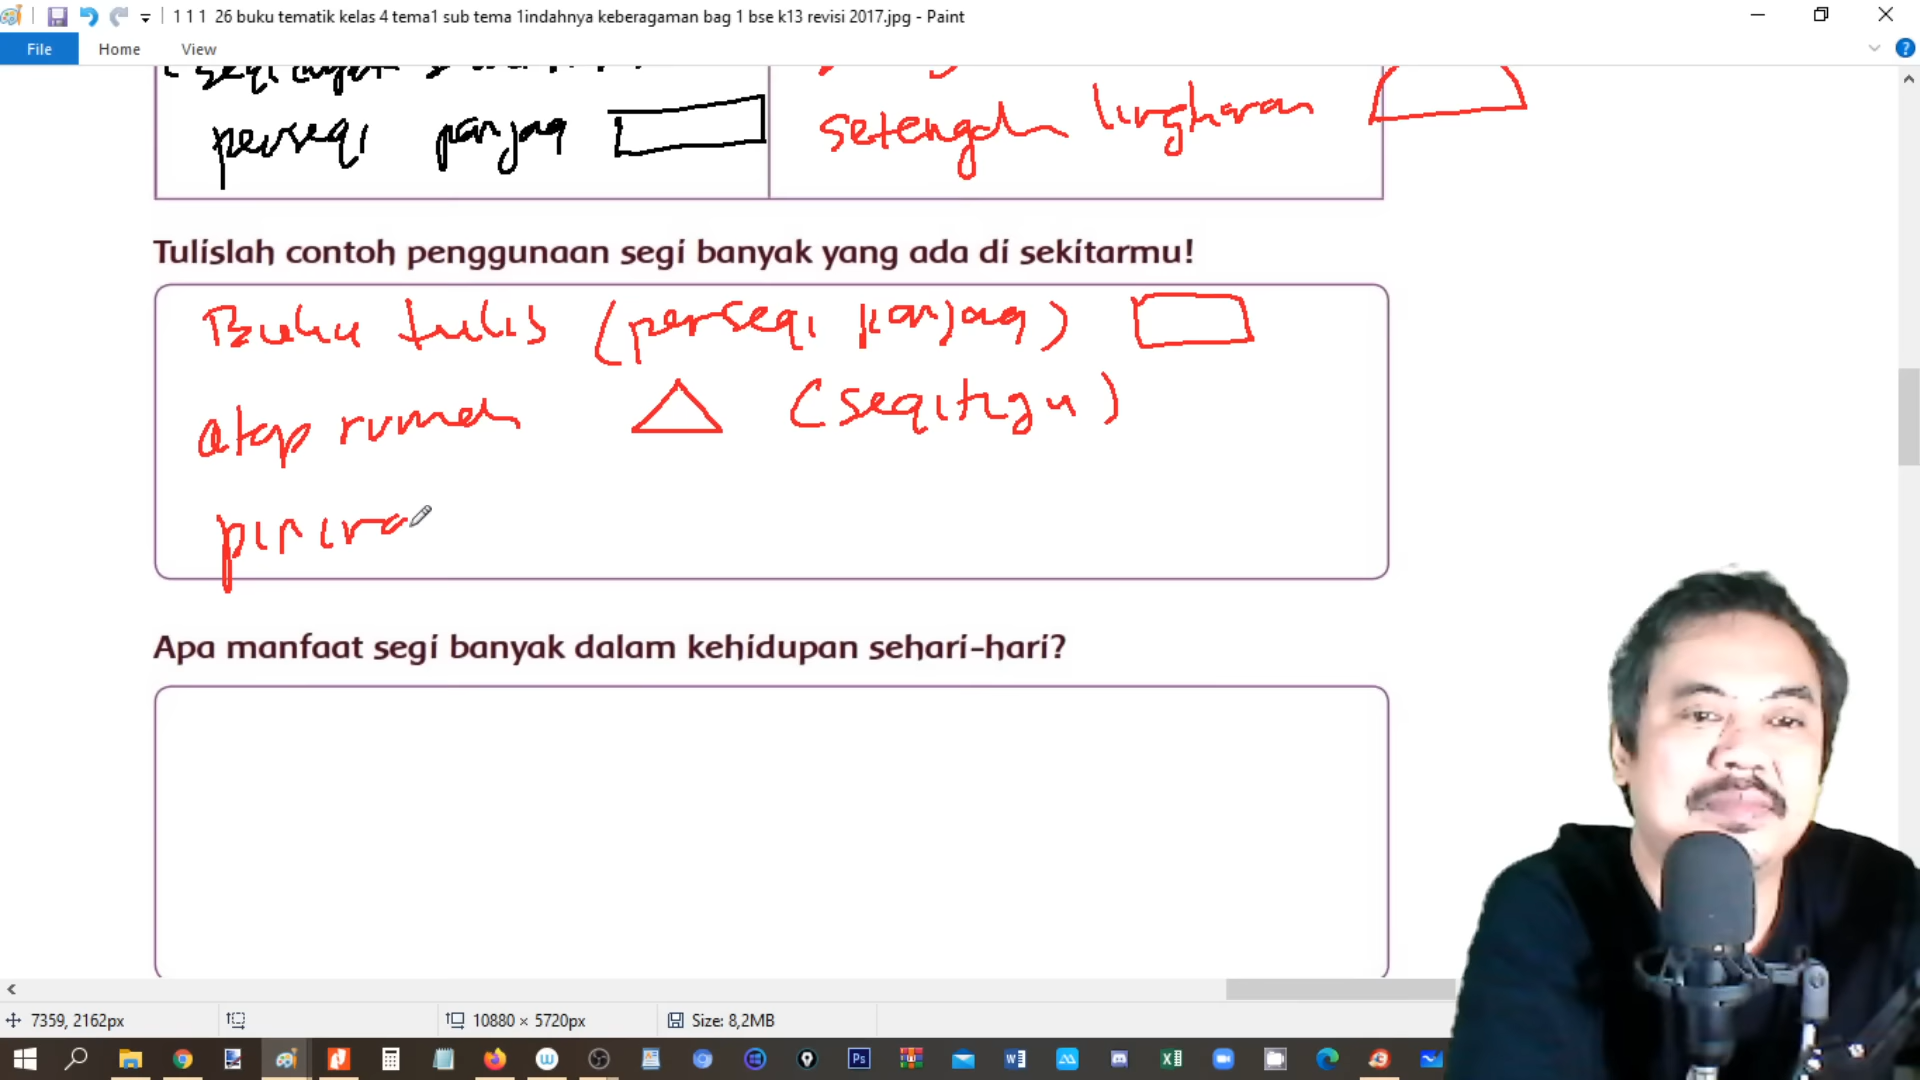 1 1 1 26 buku tematik kelas 4 tema1 sub tema 1indahnya keberagaman bag 1 bse k13 revisi 2017.jpg - Paint
File Home View
persegi panjag
setengah lingkaran
Tulislah contoh penggunaan segi banyak yang ada di sekitarmu!
Buku tulis (persegi panjag)
atap rumah (segitiga)
Apa manfaat segi banyak dalam kehidupan sehari-hari?
7359, 2162px 10880 × 5720px Size: 8,2MB